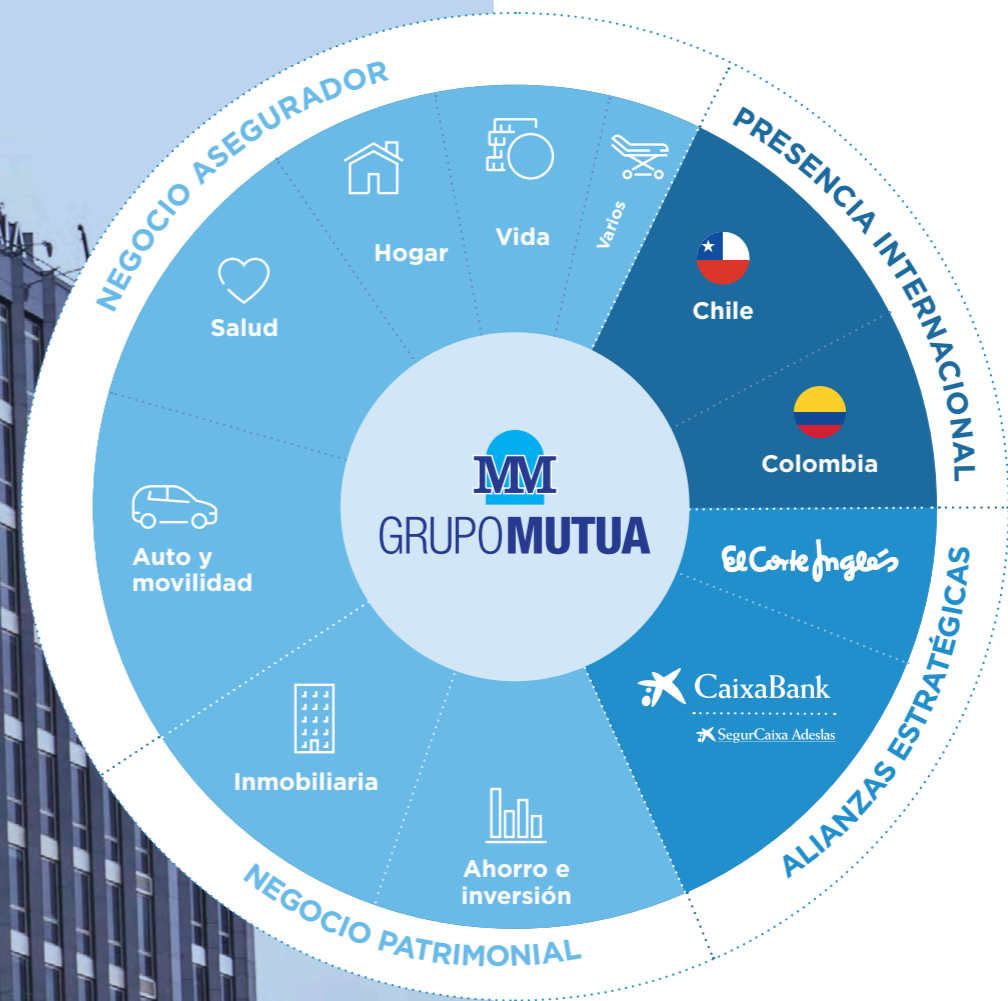 NEGOCIO ASEGURADOR
Auto y
movilidad
Salud
Hogar
Vida
Varios
PRESENCIA INTERNACIONAL
Chile
Colombia
ALIANZAS ESTRATÉGICAS
El Corte Inglés
CaixaBank
SegurCaixa Adeslas
NEGOCIO PATRIMONIAL
Inmobiliaria
Ahorro e
inversión
MM
GRUPO MUTUA